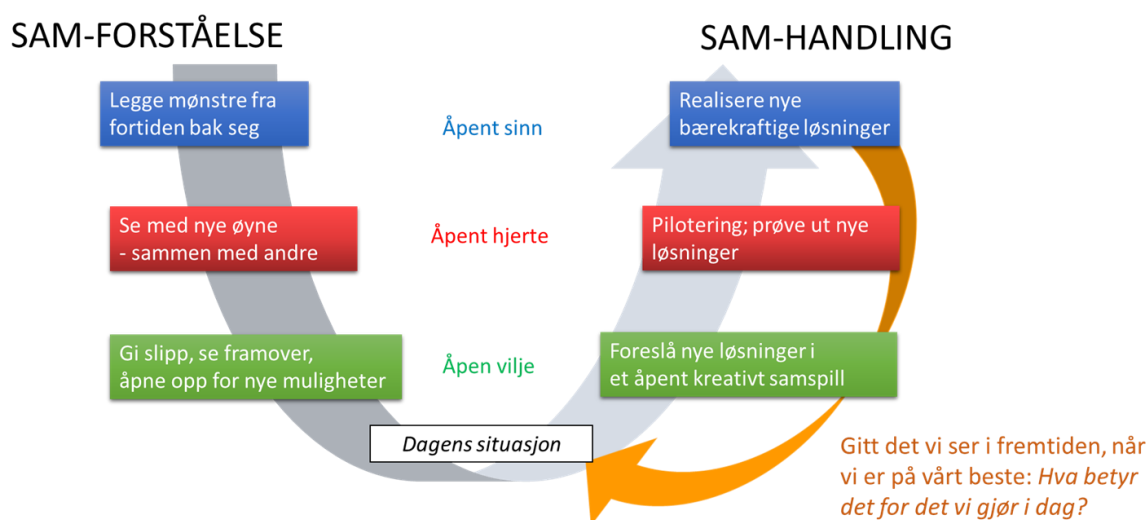 SAM-FORSTÅELSE
SAM-HANDLING
Legge mønstre fra
fortiden bak seg
Åpent sinn
Realisere nye
bærekraftige løsninger
Se med nye øyne
- sammen med andre
Åpent hjerte
Pilotering; prøve ut nye
løsninger
Gi slipp, se framover,
åpne opp for nye muligheter
Åpen vilje
Foreslå nye løsninger i
et åpent kreativt samspill
Dagens situasjon
Gitt det vi ser i fremtiden, når
vi er på vårt beste: Hva betyr
det for det vi gjør i dag?